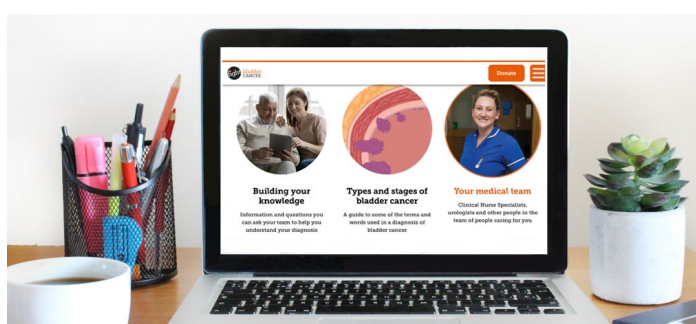 fight bladder
CANCER
Donate
Building your
knowledge
Information and questions you
can ask your team to help you
understand your diagnosis
Types and stages of
bladder cancer
A guide to some of the terms and
words used in a diagnosis of
bladder cancer
Your medical team
Clinical Nurse Specialists,
urologists and other people in the
team of people caring for you